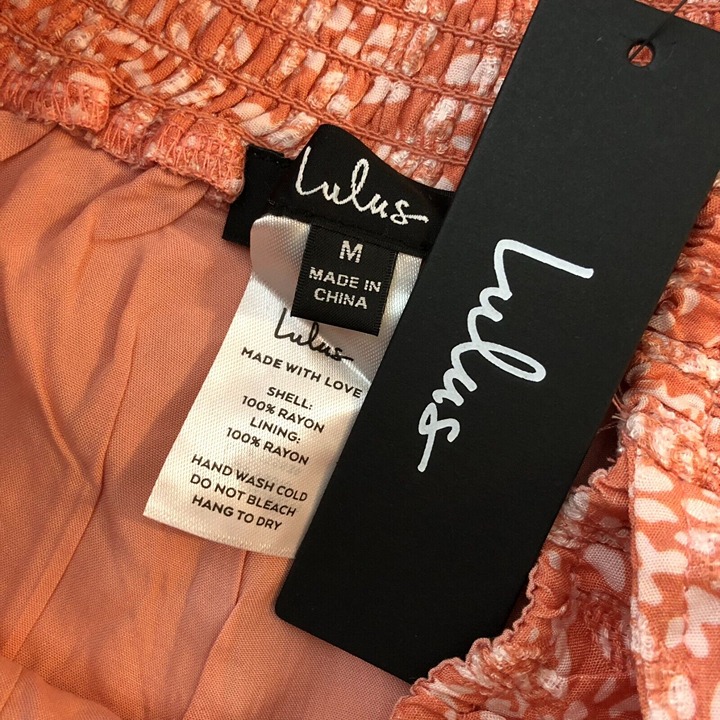 Lulus
M
MADE IN
CHINA
Lulus
MADE WITH LOVE
SHELL:
100% RAYON
LINING:
100% RAYON
HAND WASH COLD
DO NOT BLEACH
HANG TO DRY
Lulus